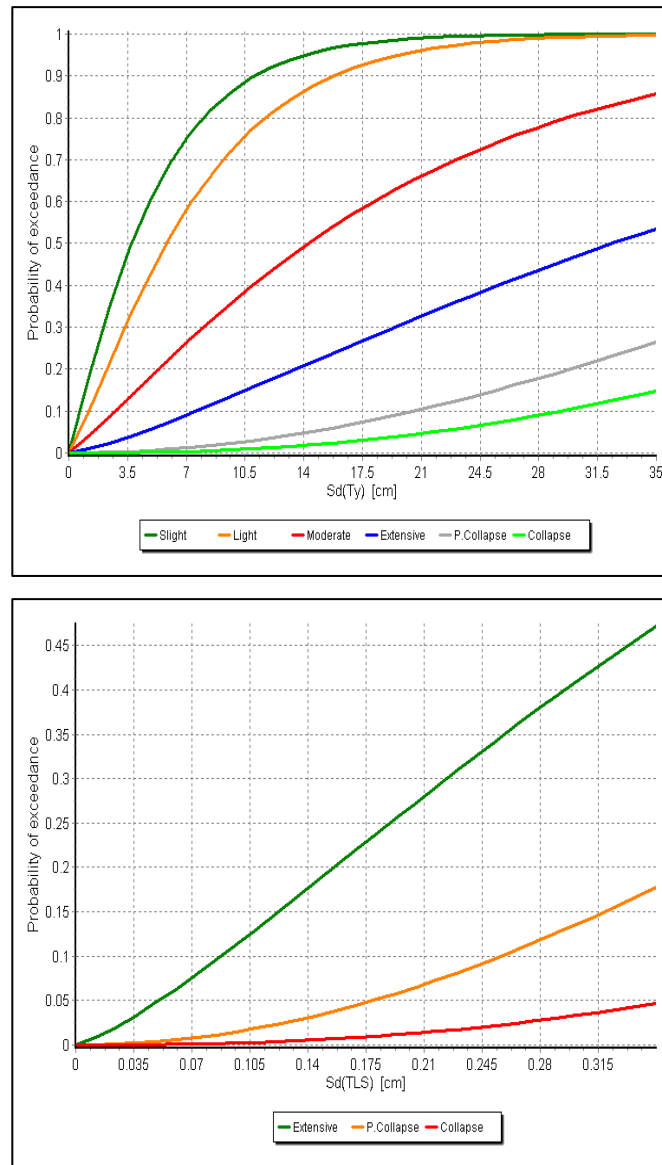 1
0.9
0.8
0.7
0.6
0.5
0.4
0.3
0.2
0.1
0
Probability of exceedance
0 3.5 7 10.5 14 17.5 21 24.5 28 31.5 35
Sd(Ty) [cm]
Slight Light Moderate Extensive P.Collapse Collapse
0.45
0.4
0.35
0.3
0.25
0.2
0.15
0.1
0.05
0
Probability of exceedance
0 0.035 0.07 0.105 0.14 0.175 0.21 0.245 0.28 0.315
Sd(TLS) [cm]
Extensive P.Collapse Collapse